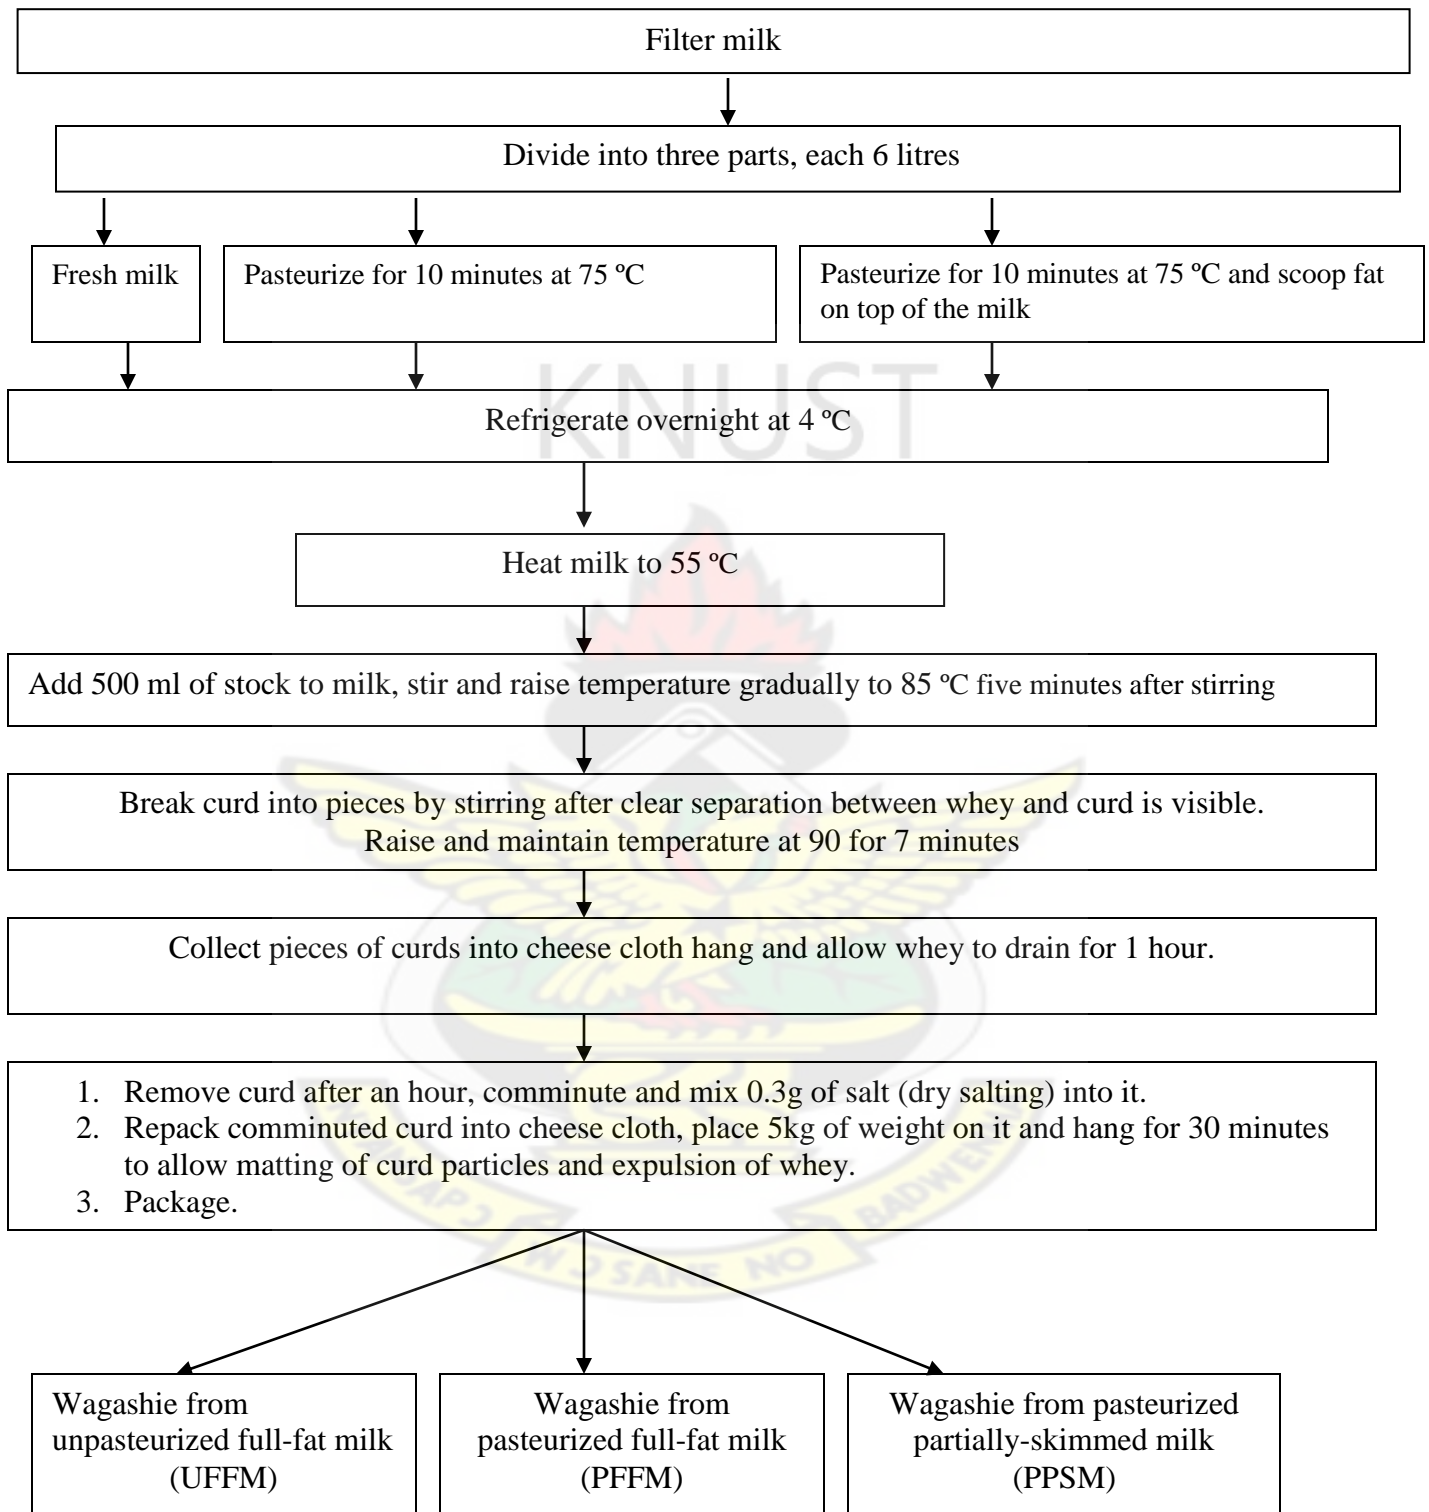 Filter milk
Divide into three parts, each 6 litres
Fresh milk
Pasteurize for 10 minutes at 75 ºC
Pasteurize for 10 minutes at 75 ºC and scoop fat
on top of the milk
KNUST
Refrigerate overnight at 4 ºC
Heat milk to 55 ºC
Add 500 ml of stock to milk, stir and raise temperature gradually to 85 ºC five minutes after stirring
Break curd into pieces by stirring after clear separation between whey and curd is visible.
Raise and maintain temperature at 90 for 7 minutes
Collect pieces of curds into cheese cloth hang and allow whey to drain for 1 hour.
1. Remove curd after an hour, comminute and mix 0.3g of salt (dry salting) into it.
2. Repack comminuted curd into cheese cloth, place 5kg of weight on it and hang for 30 minutes
to allow matting of curd particles and expulsion of whey.
3. Package.
W Ɔ SANE NO BADWENMA
Wagashie from
unpasteurized full-fat milk
(UFFM)
Wagashie from
pasteurized full-fat milk
(PFFM)
Wagashie from pasteurized
partially-skimmed milk
(PPSM)